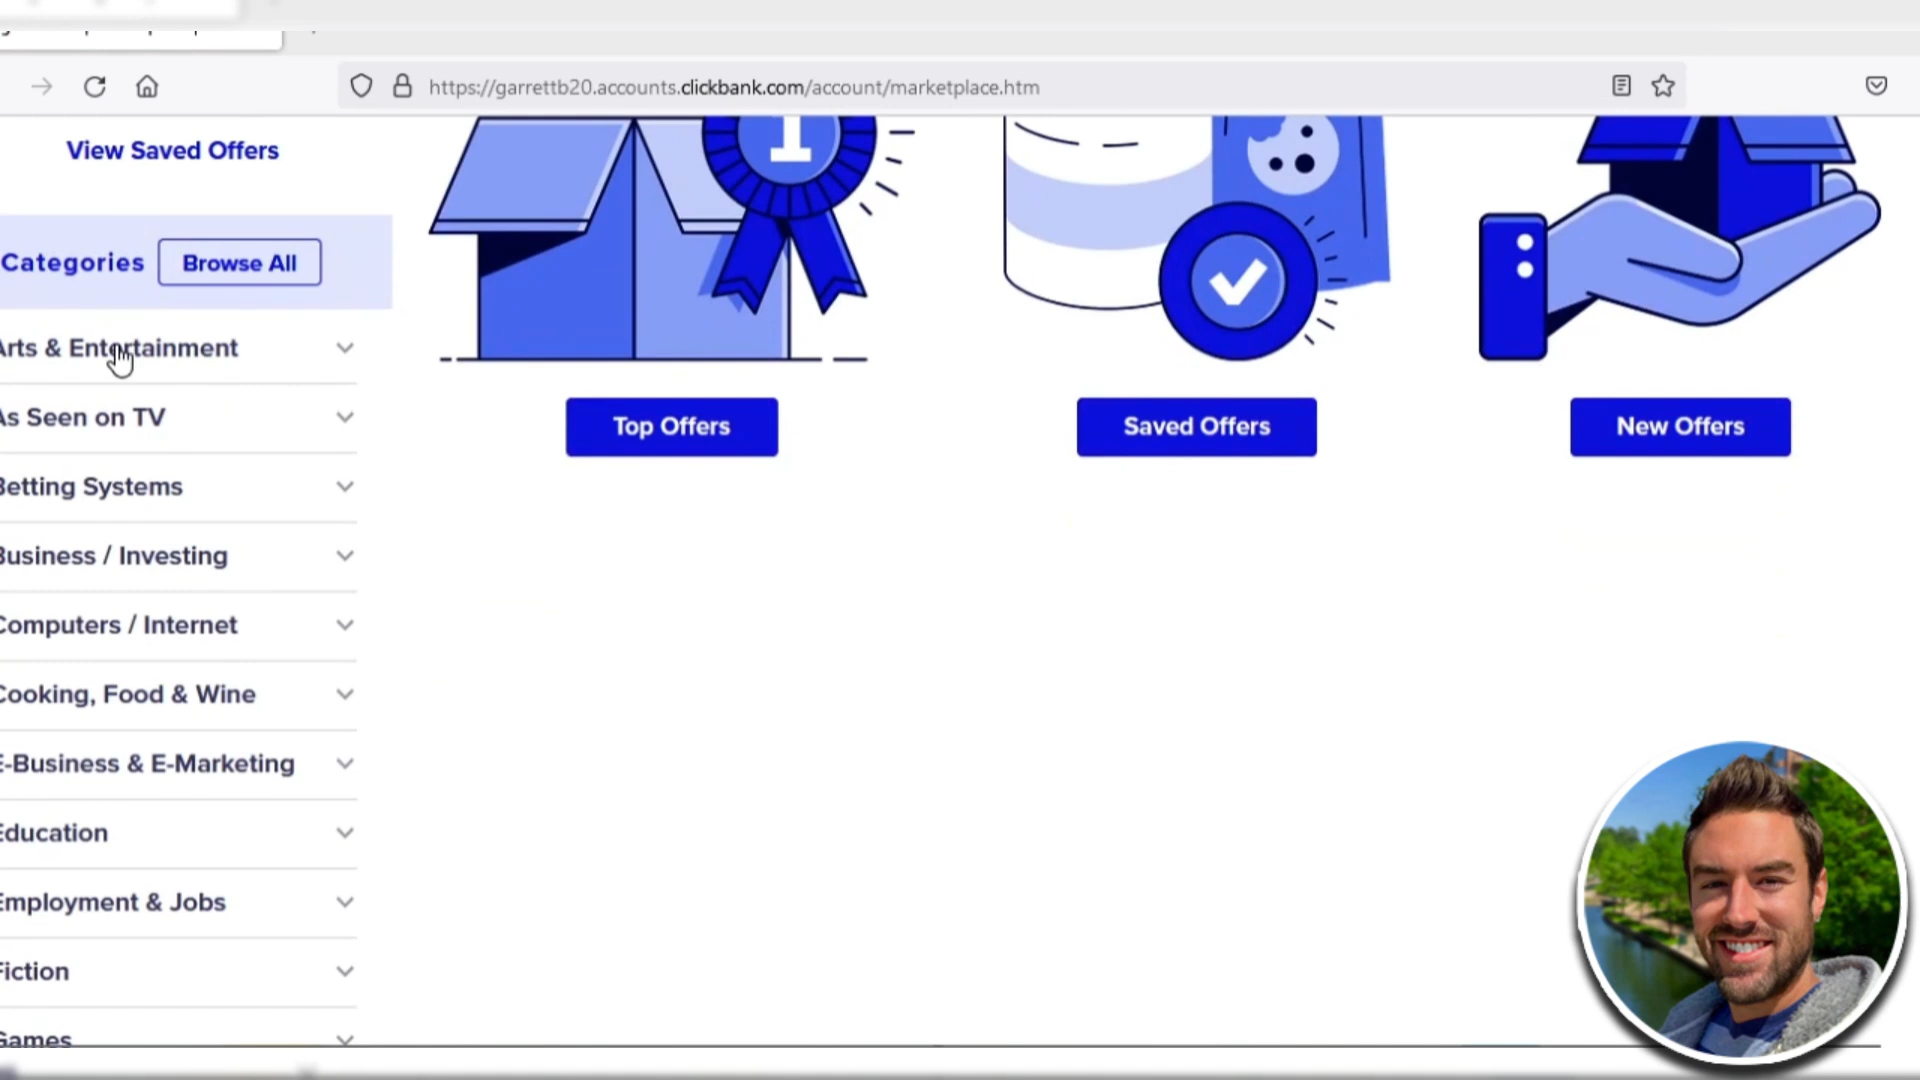 https://garrettb20.accounts.clickbank.com/account/marketplace.htm
View Saved Offers
1
Categories
Browse All
Arts & Entertainment
As Seen on TV
Betting Systems
Business / Investing
Computers / Internet
Cooking, Food & Wine
E-Business & E-Marketing
Education
Employment & Jobs
Fiction
Games
Top Offers
Saved Offers
New Offers